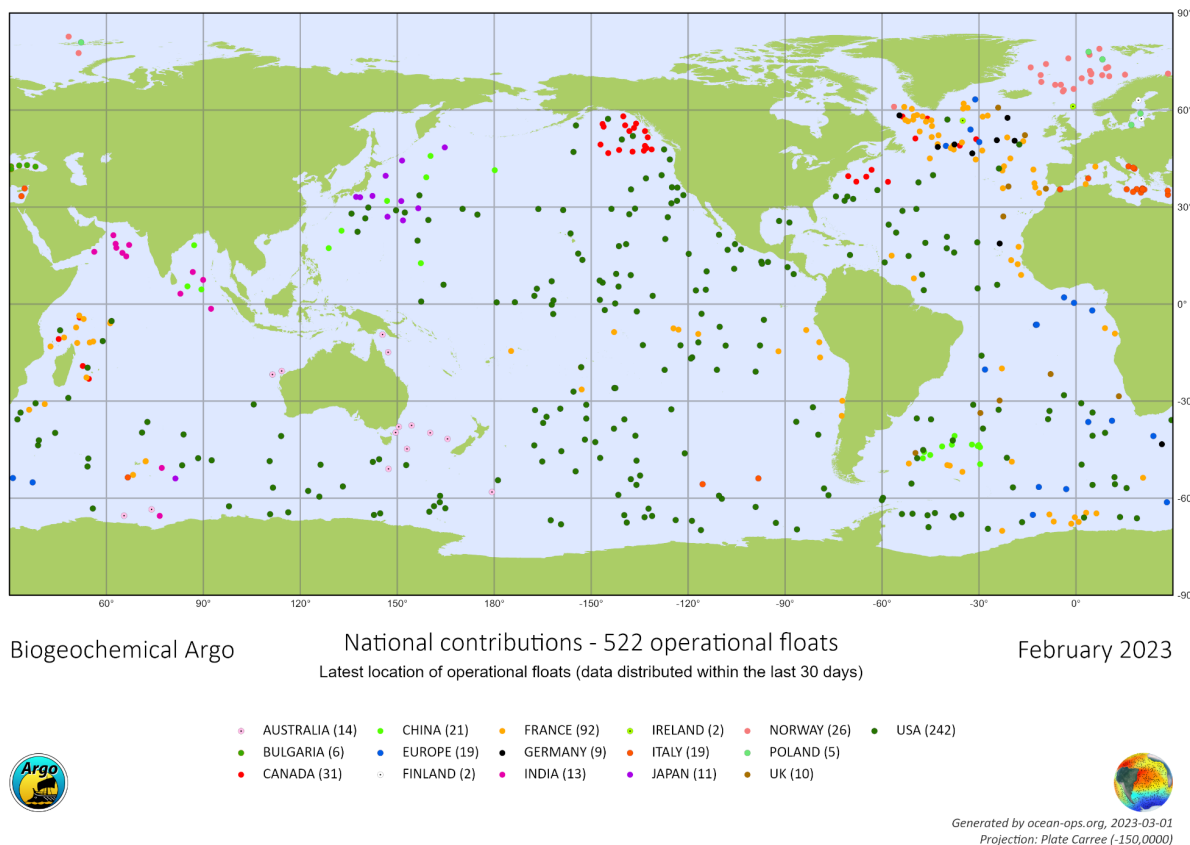 90°
60°
30°
0°
-30
-60
-90
60° 90° 120° 150° -150° -120° -90° -60° -30° 0°
Biogeochemical Argo
National contributions - 522 operational floats
February 2023
Latest location of operational floats (data distributed within the last 30 days)
AUSTRALIA (14) CHINA (21) FRANCE (92) IRELAND (2) NORWAY (26) USA (242)
BULGARIA (6) EUROPE (19) GERMANY (9) ITALY (19) POLAND (5)
CANADA (31) FINLAND (2) INDIA (13) JAPAN (11) UK (10)
Argo
Generated by ocean-ops.org, 2023-03-01
Projection: Plate Carree (-150,0000)